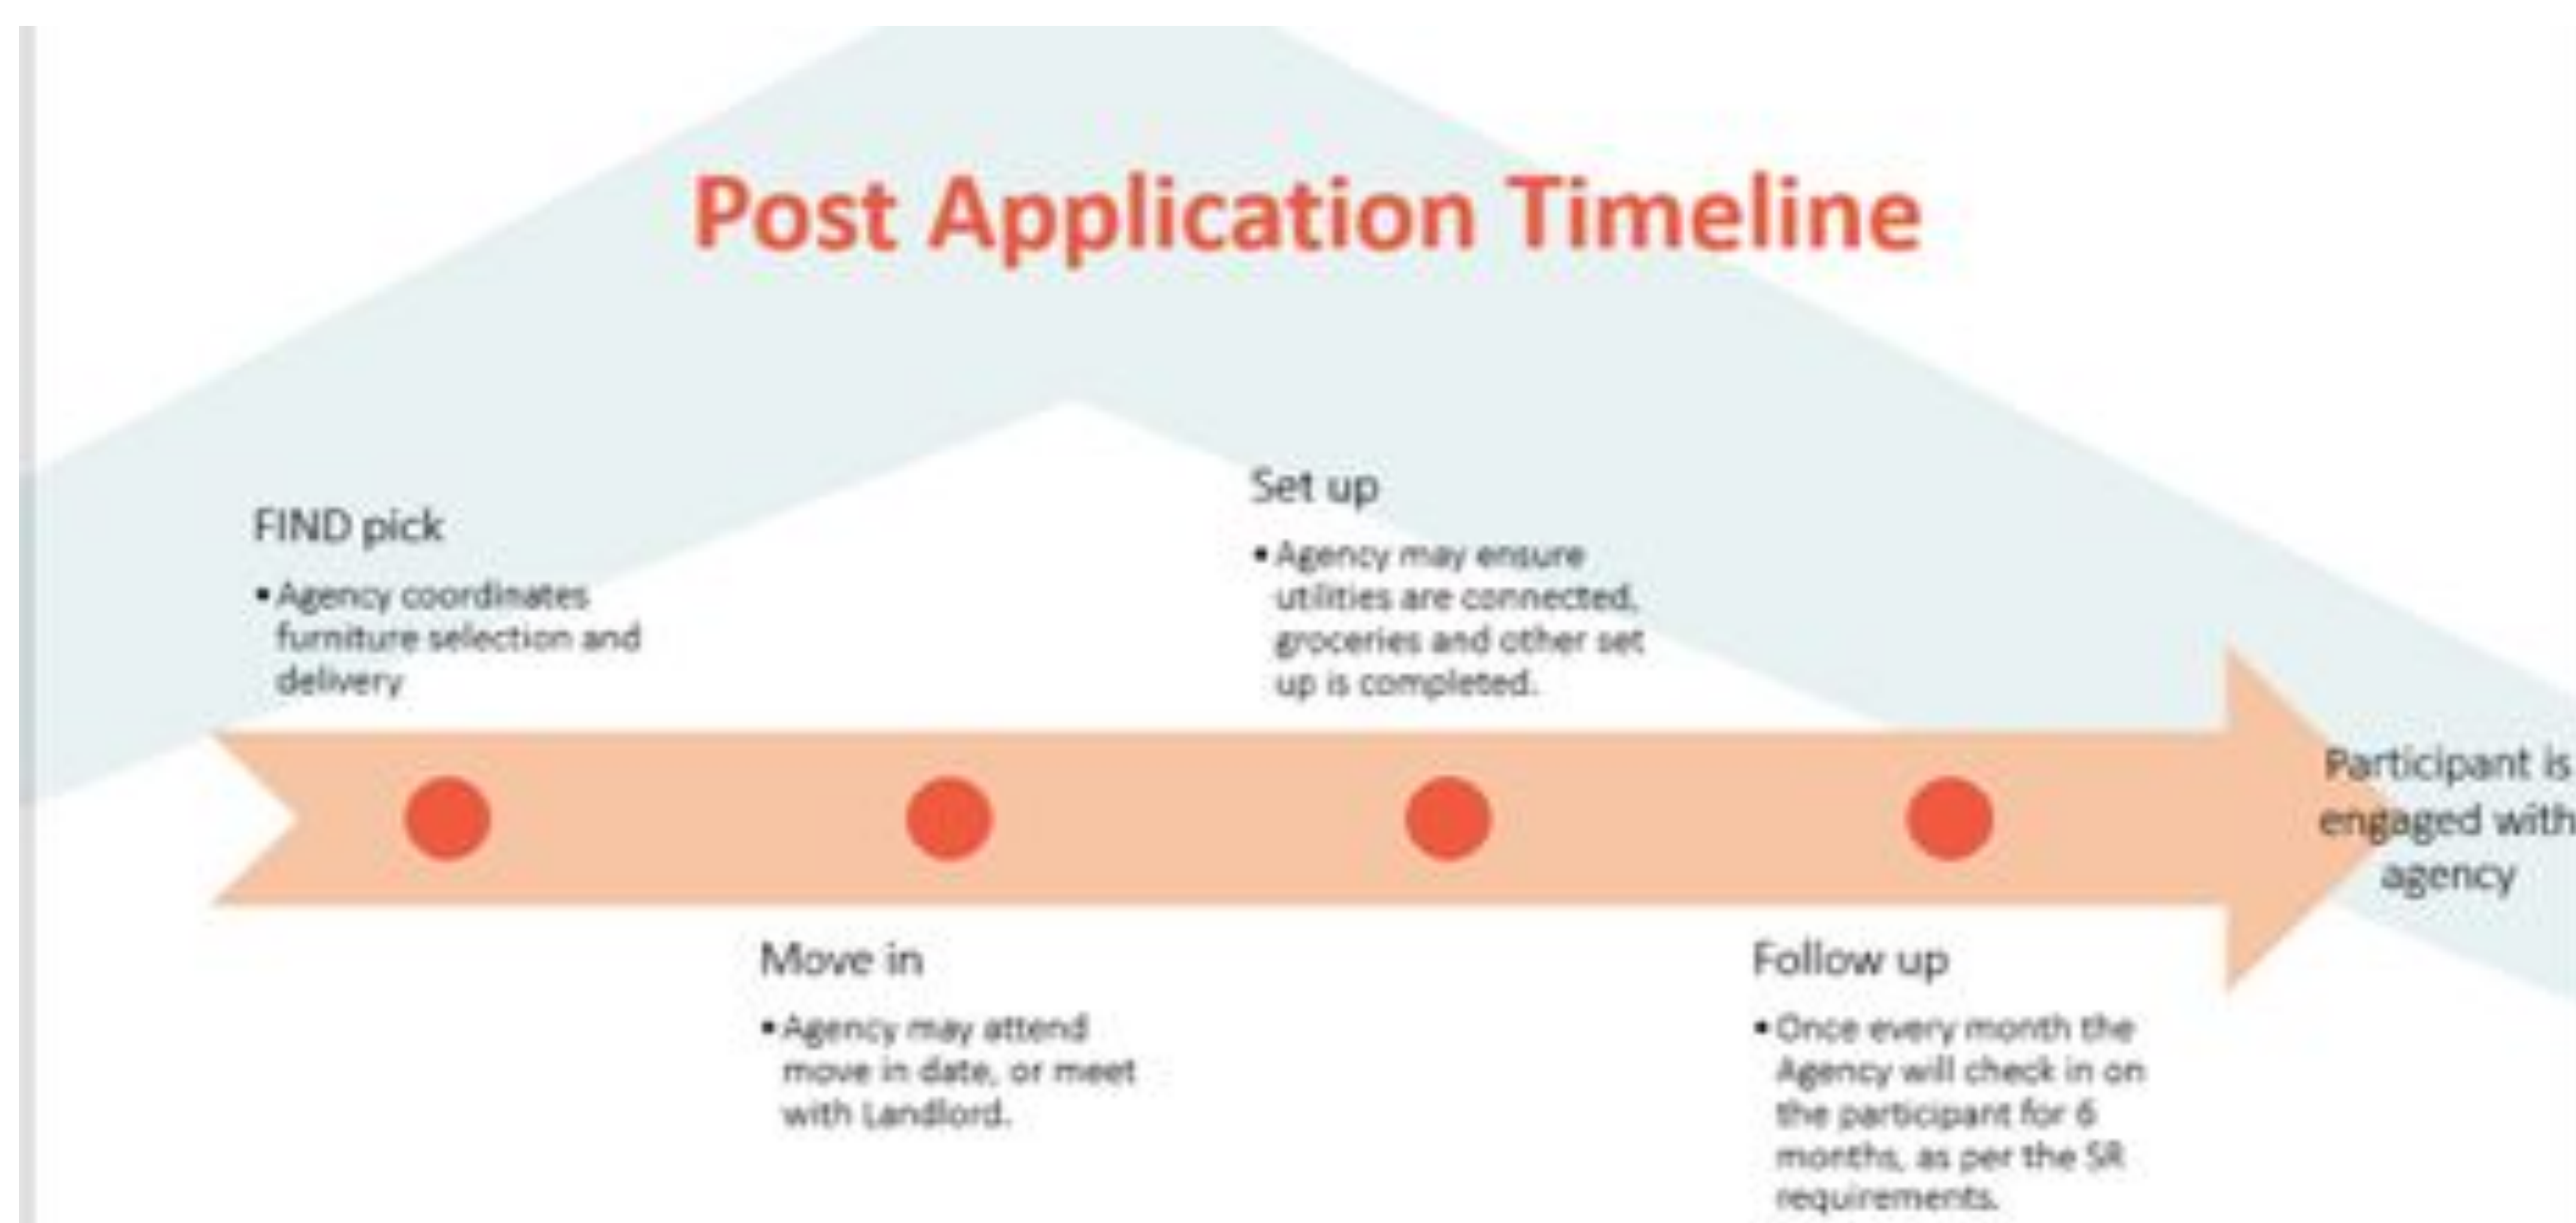 Post Application Timeline
FIND pick
▪ Agency coordinates
furniture selection and
delivery
Move in
▪ Agency may attend
move in date, or meet
with Landlord.
Set up
▪ Agency may ensure
utilities are connected,
groceries and other set
up is completed.
Follow up
▪ Once every month the
Agency will check in on
the participant for 6
months, as per the SR
requirements.
Participant is
engaged with
agency